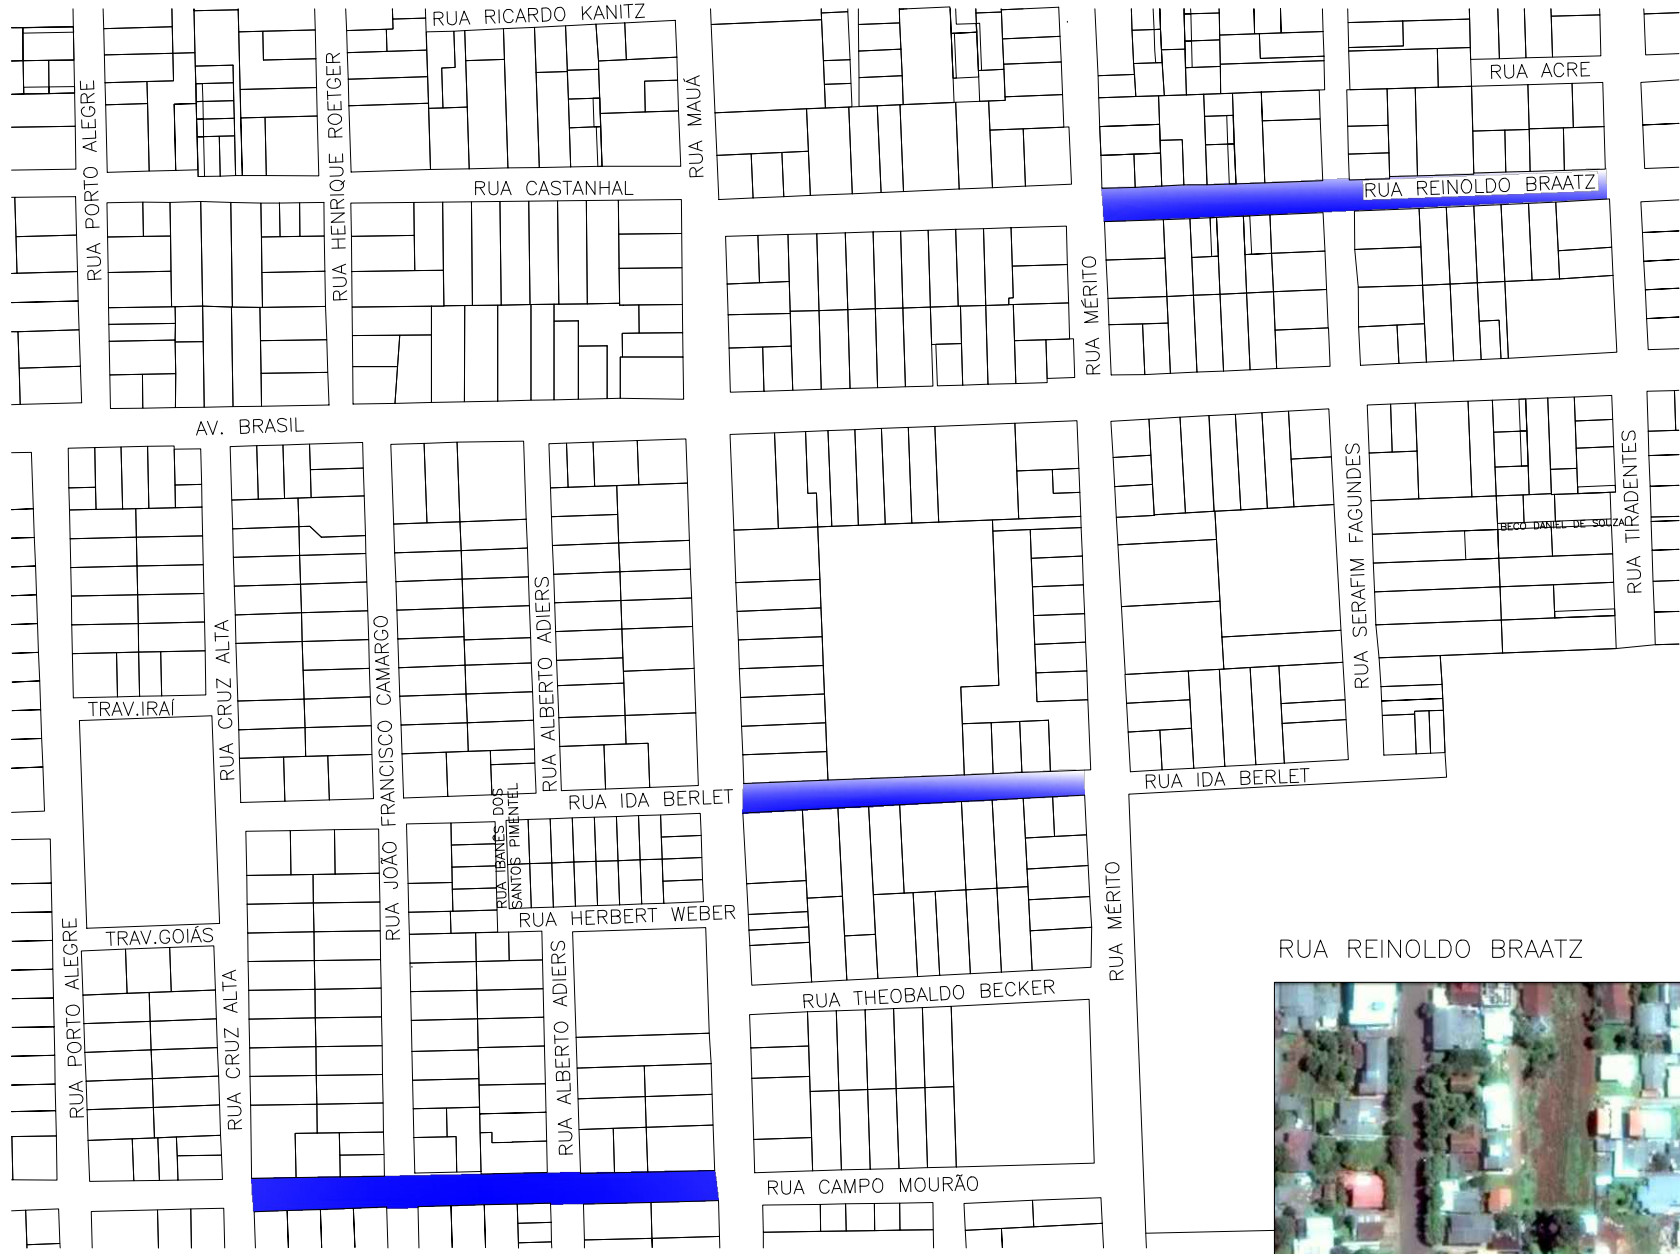 RUA RICARDO KANITZ
RUA ACRE
RUA PORTO ALEGRE
RUA HENRIQUE ROETGER
RUA MAUÁ
RUA CASTANHAL
RUA REINOLDO BRAATZ
RUA MÉRITO
AV. BRASIL
RUA SERAFIM FAGUNDES
RUA TIRADENTES
BECO DANIEL DE SOUZA
RUA CRUZ ALTA
RUA JOÃO FRANCISCO CAMARGO
RUA ALBERTO ADIERS
TRAV.IRAÍ
RUA IDA BERLET
RUA IDA BERLET
RUA IBANÊS DOS
SANTOS PIMENTEL
RUA HERBERT WEBER
TRAV.GOIÁS
RUA PORTO ALEGRE
RUA CRUZ ALTA
RUA ALBERTO ADIERS
RUA MÉRITO
RUA THEOBALDO BECKER
RUA REINOLDO BRAATZ
RUA CAMPO MOURÃO